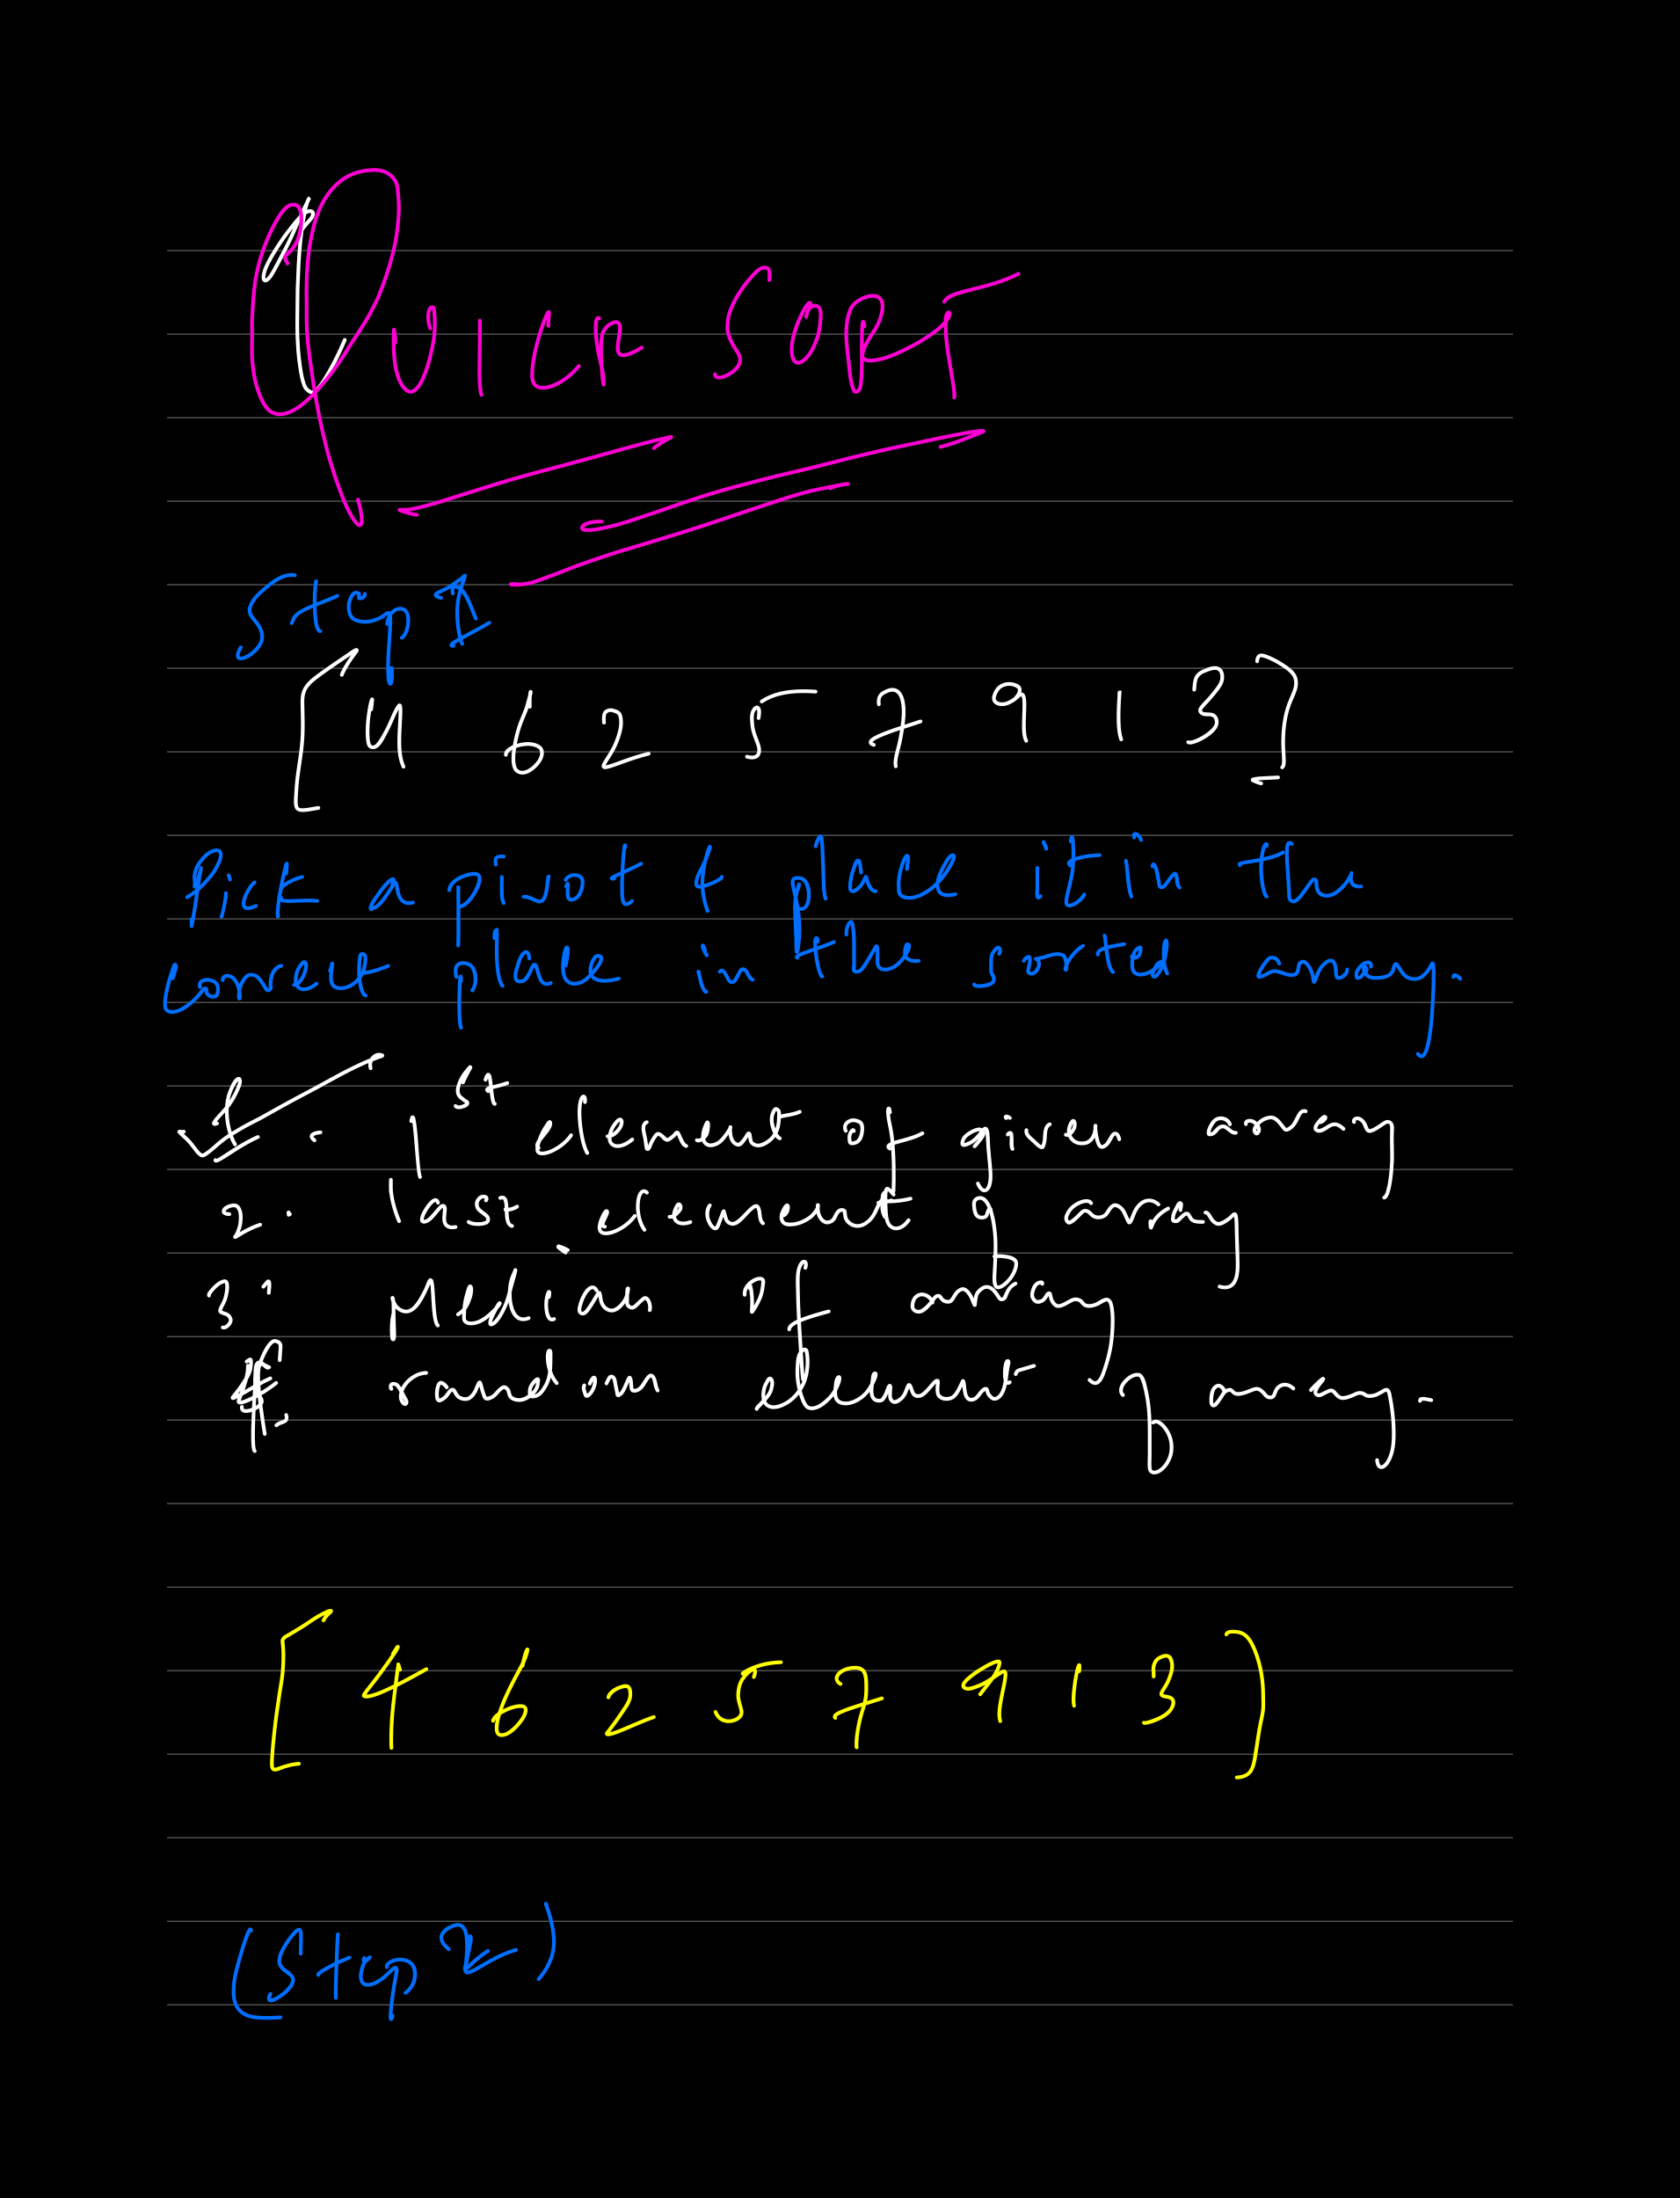 QUICK SORT
Step 1
[4 6 2 5 7 9 1 3]
Pick a pivot & place it in the
correct place in the sorted array.
1. 1st element of given array
2. last element of array
3. Median of array
4. random element of array.
[4 6 2 5 7 9 1 3]
(Step 2)